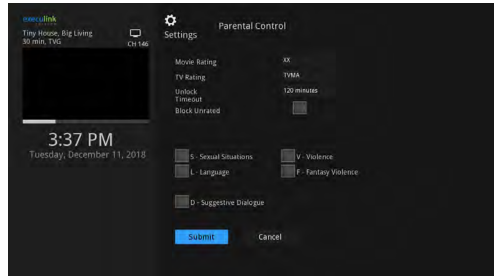 execulink
Tiny House, Big Living
30 min, TVG
CH 146
3:37 PM
Tuesday, December 11, 2018
Settings
Parental Control
Movie Rating XX
TV Rating TVMA
Unlock Timeout 120 minutes
Block Unrated
S - Sexual Situations V - Violence
L - Language F - Fantasy Violence
D - Suggestive Dialogue
Submit Cancel